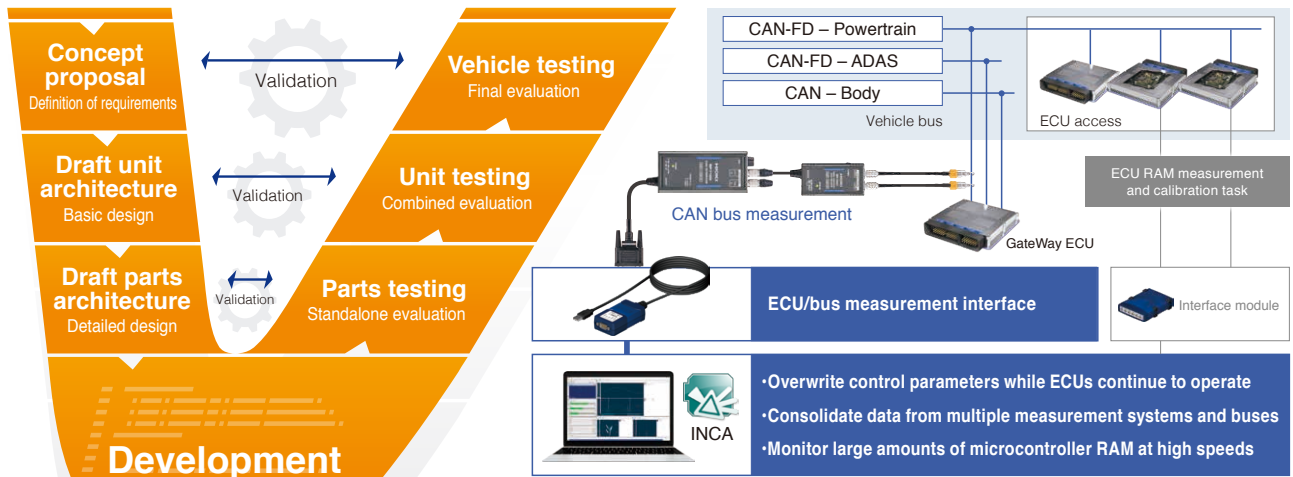 Concept
proposal
Definition of requirements
Validation
Vehicle testing
Final evaluation
Draft unit
architecture
Basic design
Validation
Unit testing
Combined evaluation
Draft parts
architecture
Detailed design
Validation
Parts testing
Standalone evaluation
Development
CAN-FD – Powertrain
CAN-FD – ADAS
CAN – Body
Vehicle bus
ECU access
ECU RAM measurement
and calibration task
CAN bus measurement
GateWay ECU
ECU/bus measurement interface
Interface module
INCA
•Overwrite control parameters while ECUs continue to operate
•Consolidate data from multiple measurement systems and buses
•Monitor large amounts of microcontroller RAM at high speeds